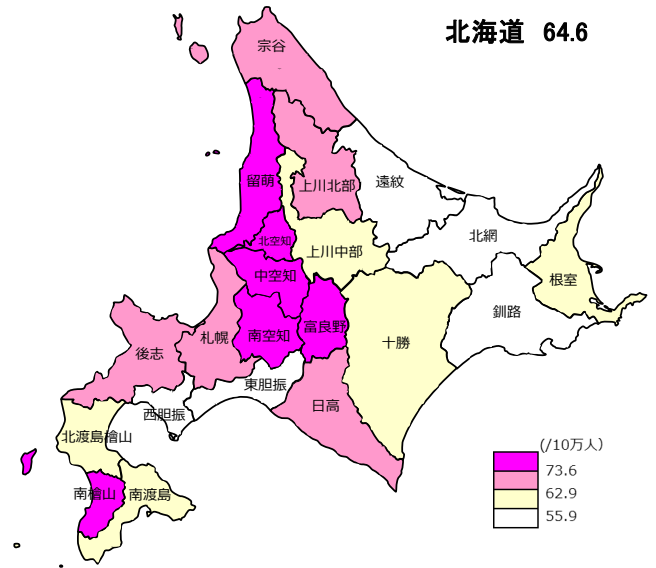 北海道 64.6
宗谷
留萌
上川北部
遠紋
北空知
上川中部
北網
中空知
根室
釧路
南空知
富良野
札幌
後志
十勝
東胆振
西胆振
日高
北渡島檜山
南檜山
南渡島
(/10万人)
73.6
62.9
55.9